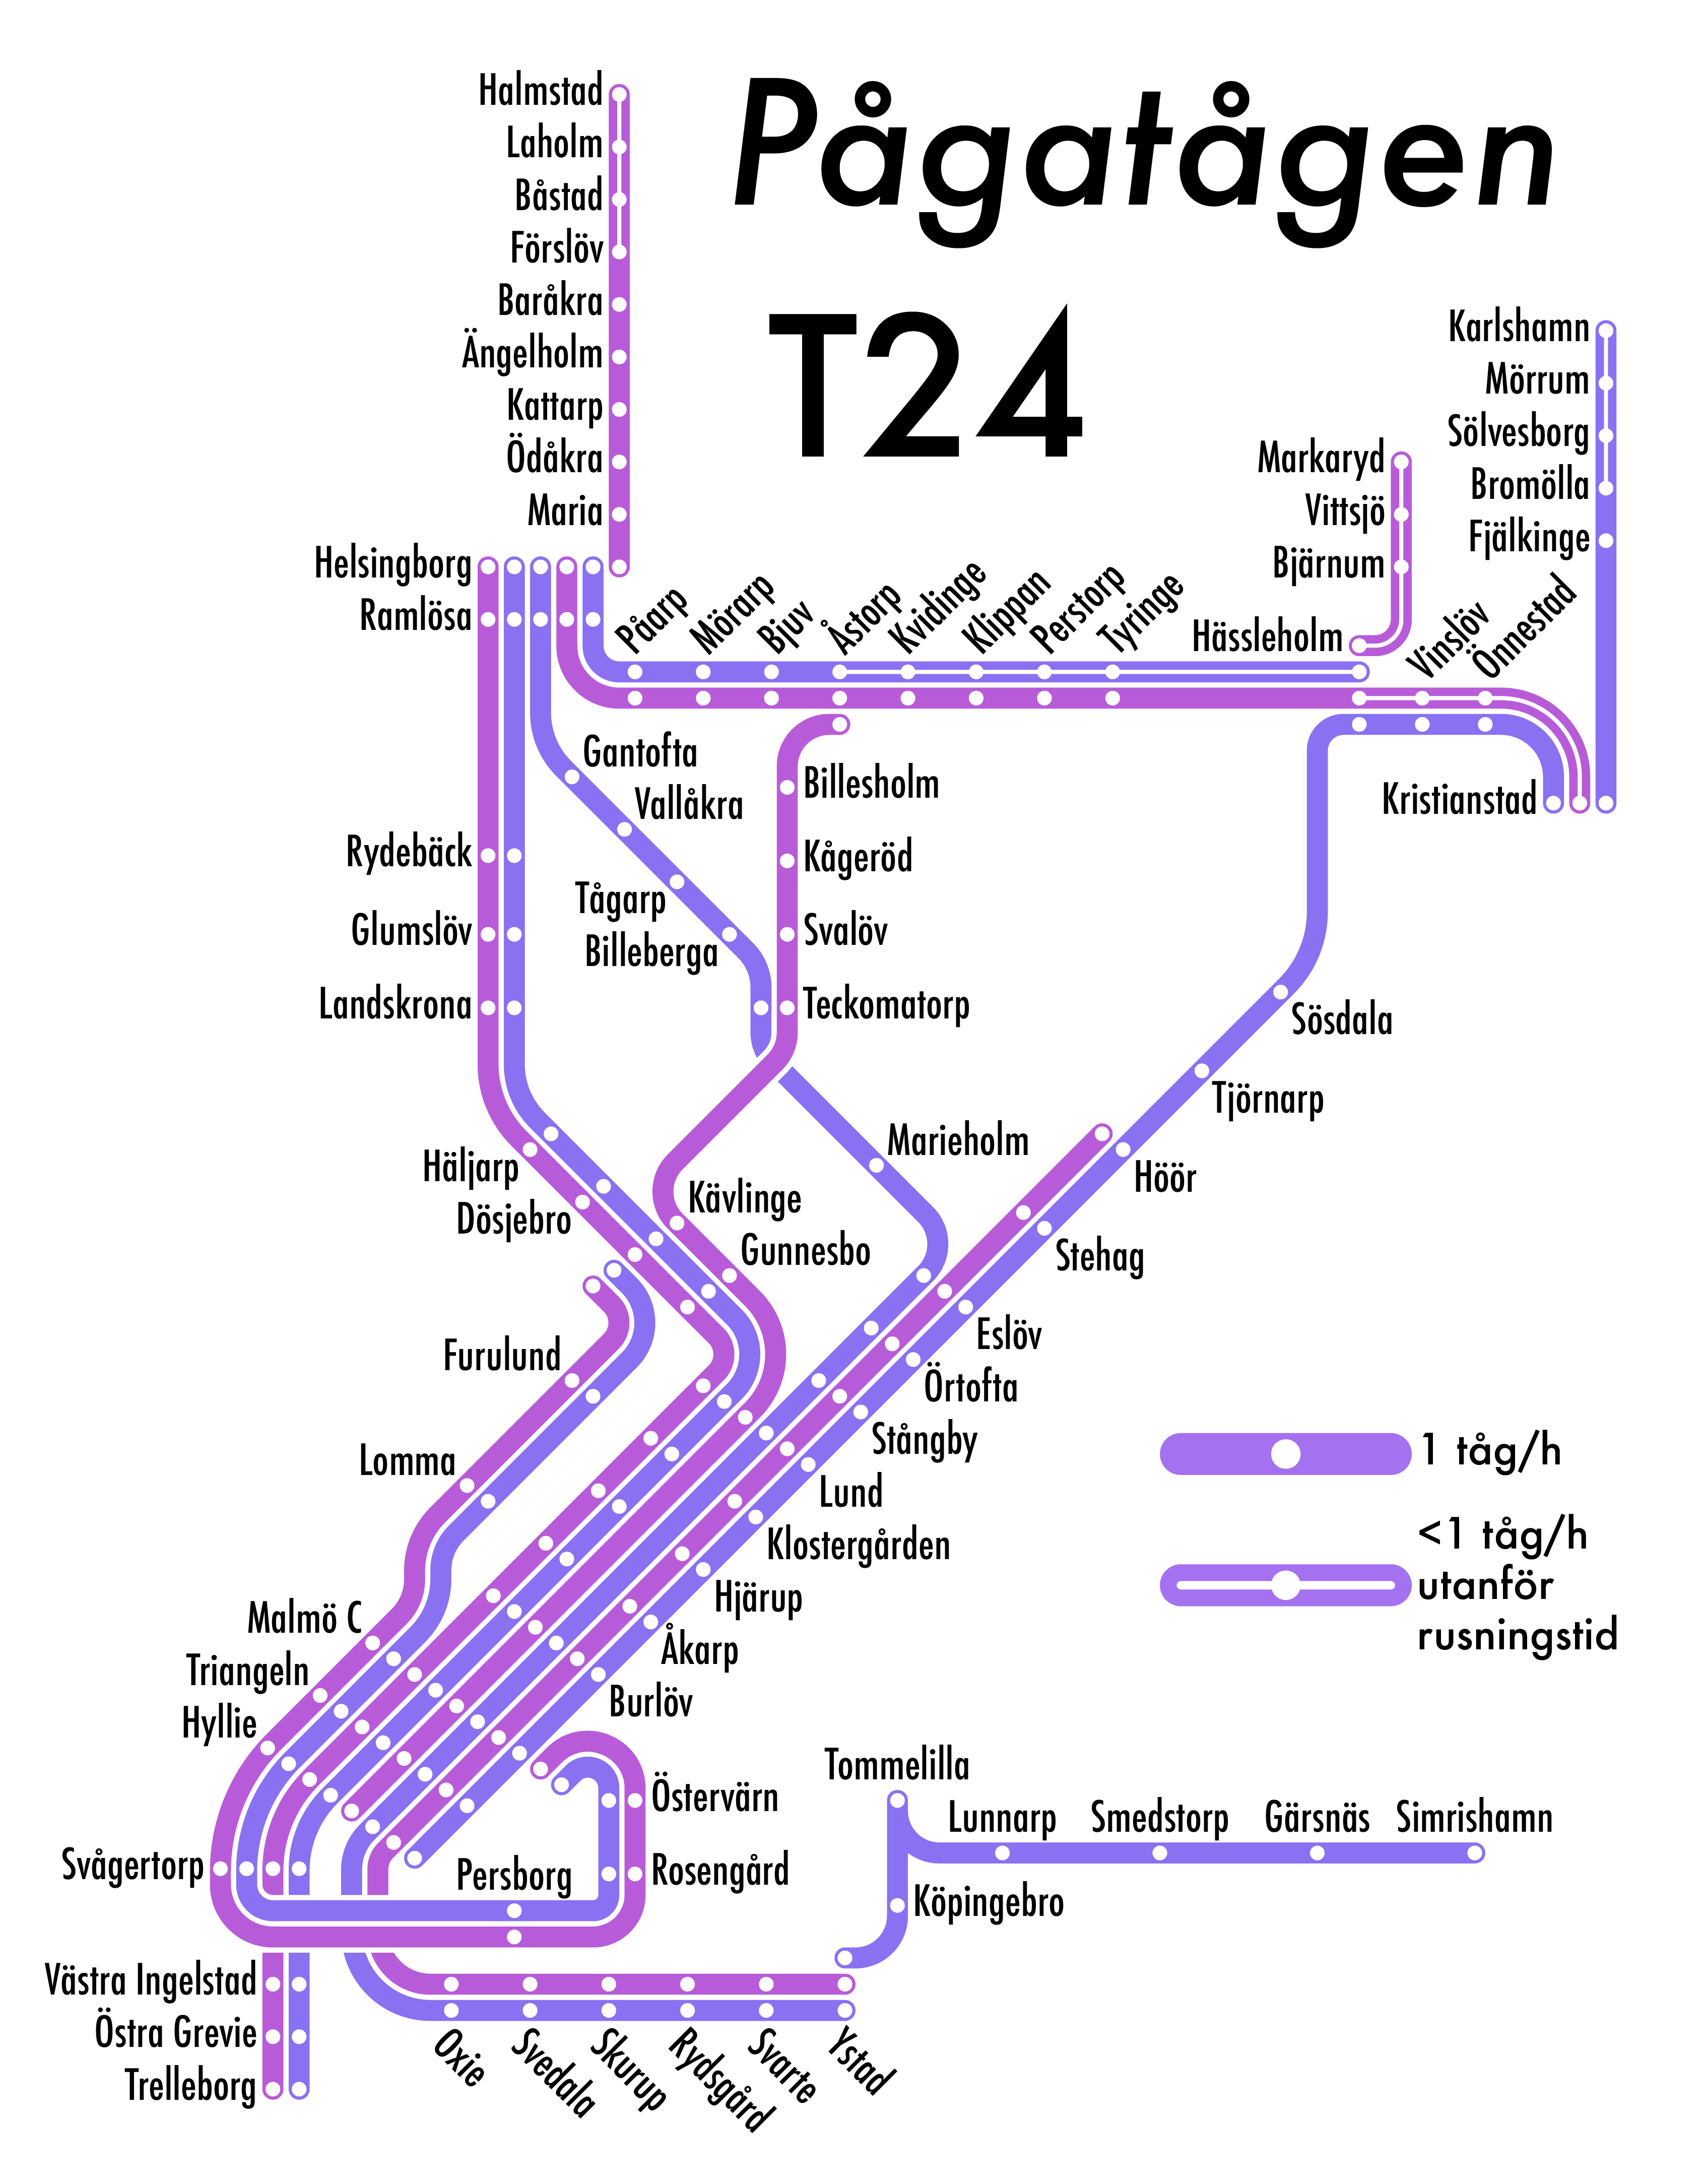 Pågatågen
T24
Halmstad
Laholm
Båstad
Förslöv
Baråkra
Ängelholm
Kattarp
Ödåkra
Maria
Helsingborg
Ramlösa
Påarp
Mörarp
Bjuv
Åstorp
Kvidinge
Klippan
Perstorp
Tyringe
Hässleholm
Markaryd
Vittsjö
Bjärnum
Vinslöv
Önnestad
Karlshamn
Mörrum
Sölvesborg
Bromölla
Fjälkinge
Kristianstad
Gantofta
Vallåkra
Tågarp
Billeberga
Billesholm
Kågeröd
Svalöv
Teckomatorp
Rydebäck
Glumslöv
Landskrona
Häljarp
Dösjebro
Kävlinge
Gunnesbo
Marieholm
Sösdala
Tjörnarp
Höör
Stehag
Eslöv
Örtofta
Stångby
Lund
Klostergården
Hjärup
Åkarp
Burlöv
Furulund
Lomma
Malmö C
Triangeln
Hyllie
Svågertorp
Persborg
Östervärn
Rosengård
Västra Ingelstad
Östra Grevie
Trelleborg
Oxie
Svedala
Skurup
Rydsgård
Svarte
Ystad
Tommelilla
Lunnarp
Smedstorp
Gärsnäs
Simrishamn
Köpingebro
1 tåg/h
<1 tåg/h
utanför
rusningstid